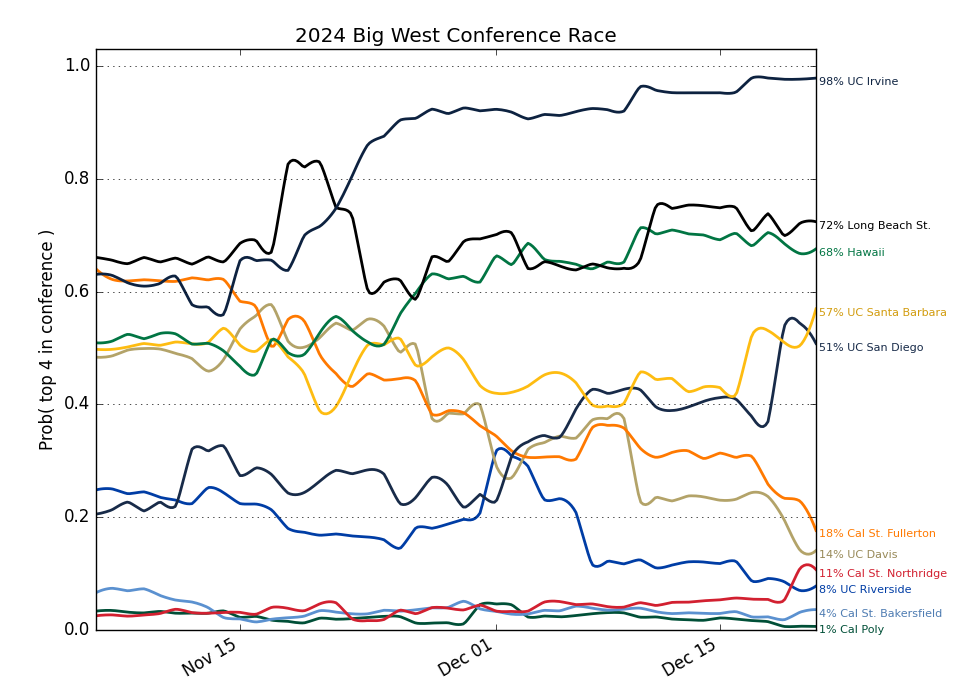 2024 Big West Conference Race
Prob( top 4 in conference )
1.0
0.8
0.6
0.4
0.2
0.0
Nov 15
Dec 01
Dec 15
98% UC Irvine
72% Long Beach St.
68% Hawaii
57% UC Santa Barbara
51% UC San Diego
18% Cal St. Fullerton
14% UC Davis
11% Cal St. Northridge
8% UC Riverside
4% Cal St. Bakersfield
1% Cal Poly